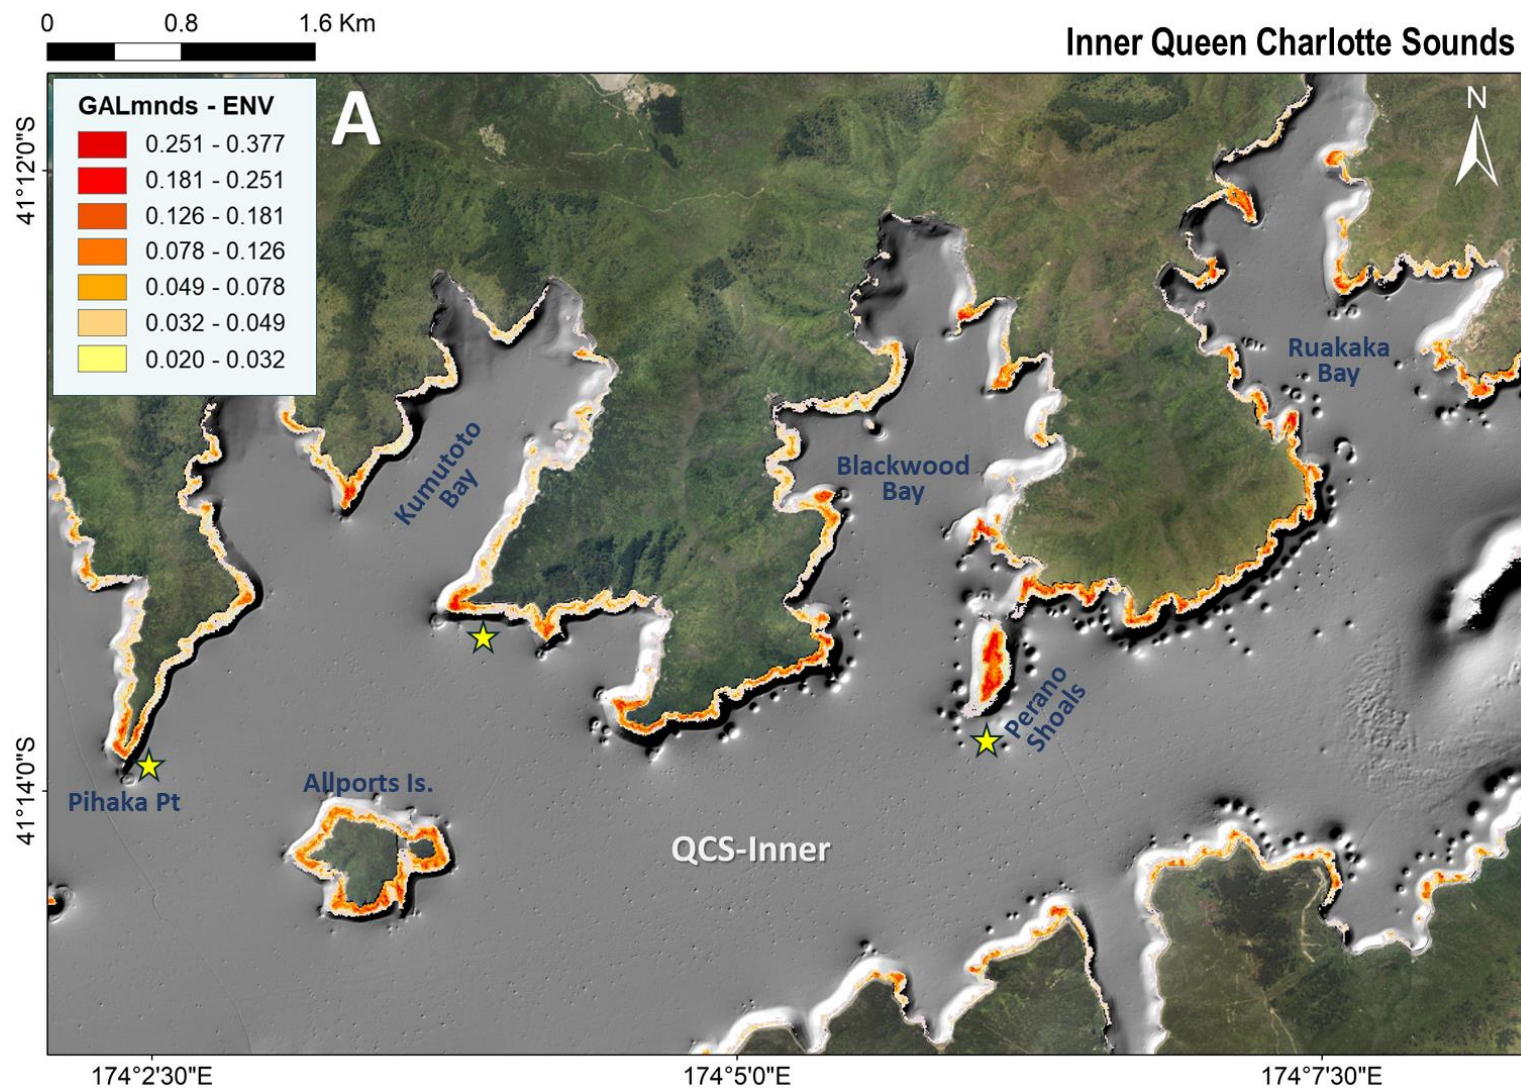 0 0.8 1.6 Km
Inner Queen Charlotte Sounds
GALmnds - ENV
0.251 - 0.377
0.181 - 0.251
0.126 - 0.181
0.078 - 0.126
0.049 - 0.078
0.032 - 0.049
0.020 - 0.032
A
N
41°12'0"S
Ruakaka
Bay
Kumutoto
Bay
Blackwood
Bay
Perano
Shoals
41°14'0"S
Pihaka Pt
Allports Is.
QCS-Inner
174°2'30"E
174°5'0"E
174°7'30"E